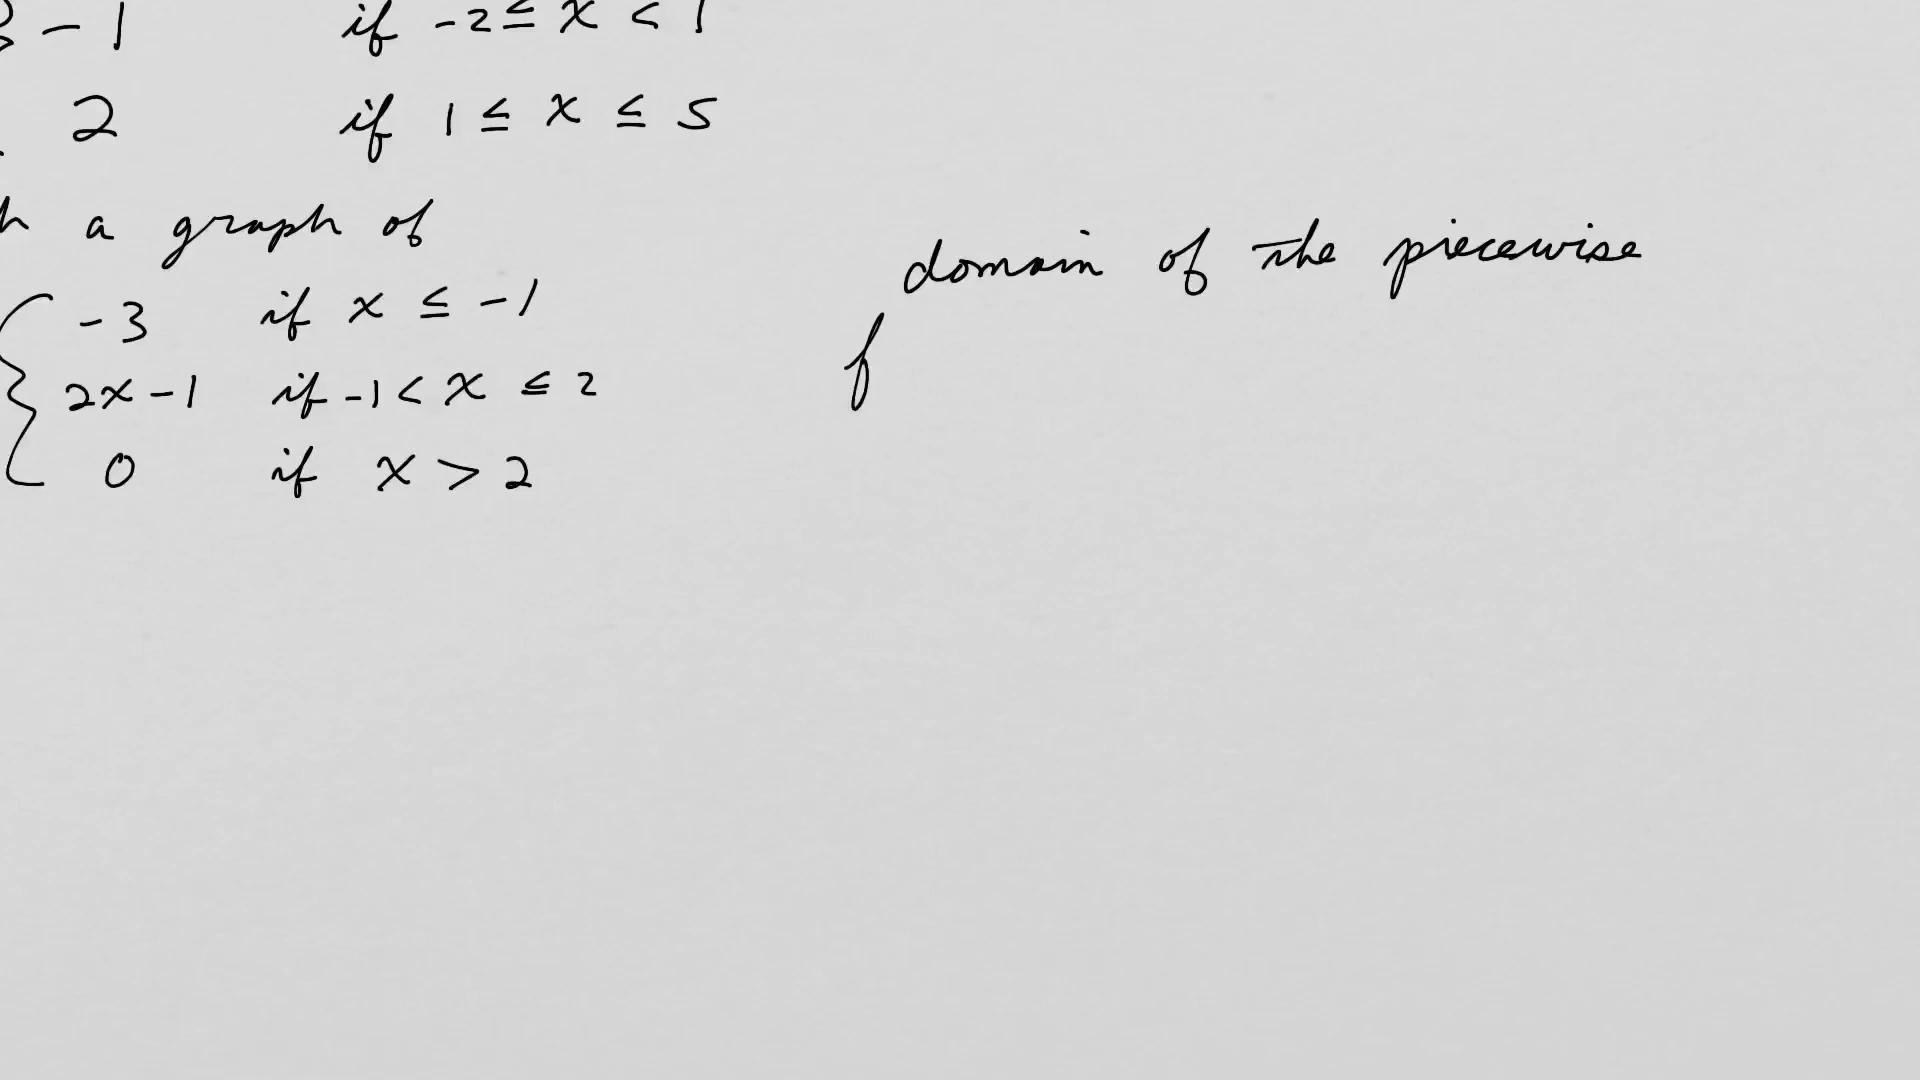 - 1 if -2 ≤ x < 1
2 if 1 ≤ x ≤ 5
a graph of
{ -3 if x ≤ -1
2x - 1 if -1 < x ≤ 2
0 if x > 2
domain of the piecewise
f